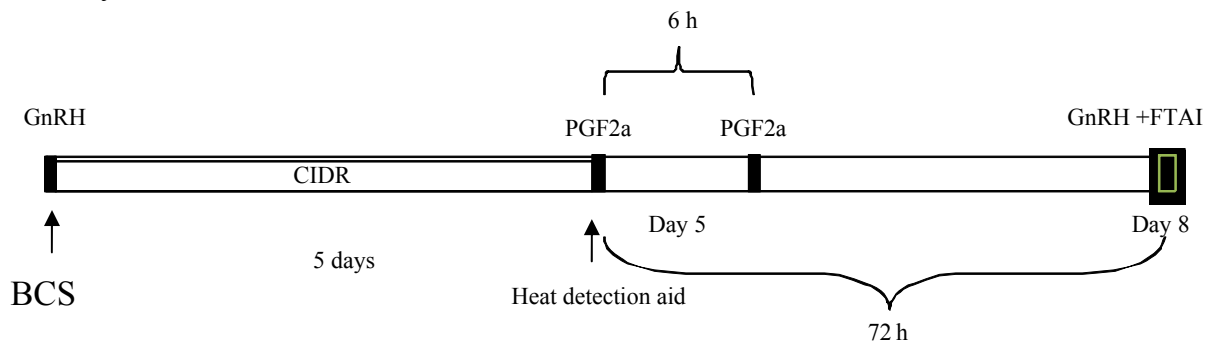 6 h
GnRH
PGF2a
PGF2a
GnRH +FTAI
CIDR
Day 5
Day 8
5 days
BCS
Heat detection aid
72 h